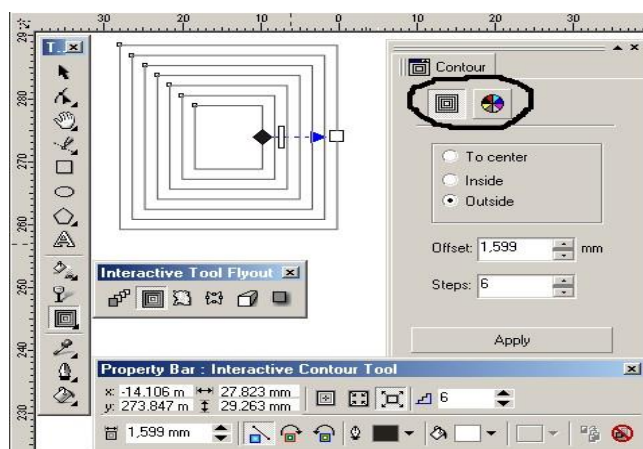 30 20 10 0 10 20 30
29
T...
Contour
280
To center
Inside
270
Outside
260
Offset: 1,599 mm
250
Interactive Tool Flyout
Steps: 6
240
Apply
Property Bar : Interactive Contour Tool
x: -14.106 m 27.823 mm 6
y: 273.847 m 29.263 mm
230
1,599 mm